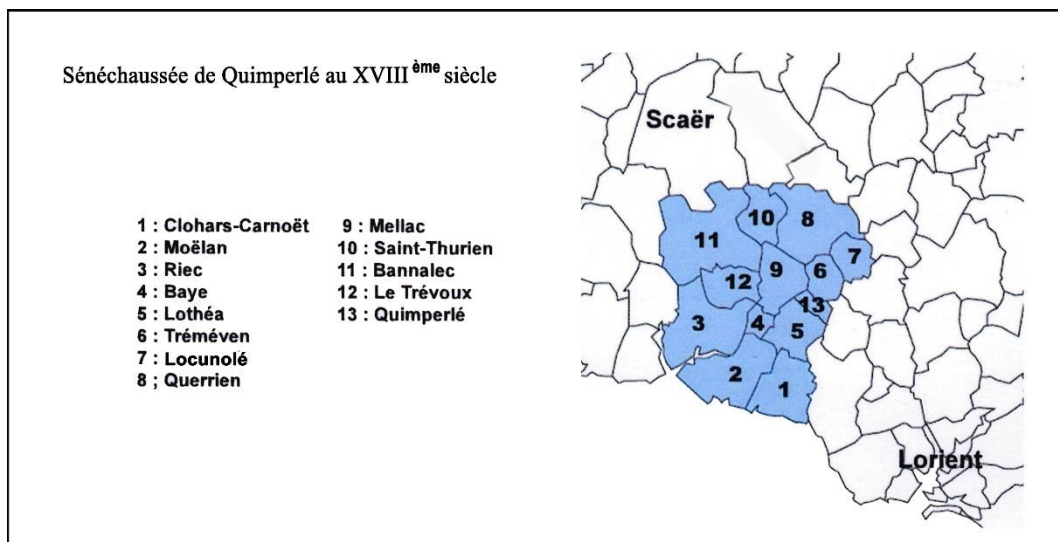 Sénéchaussée de Quimperlé au XVIII ème siècle
1 : Clohars-Carnoët
2 : Moëlan
3 : Riec
4 : Baye
5 : Lothéa
6 : Tréméven
7 : Locunolé
8 ; Querrien
9 : Mellac
10 : Saint-Thurien
11 : Bannalec
12 : Le Trévoux
13 : Quimperlé
Scaër
10
8
11
7
9
6
12
13
3
4
5
2
1
Lorient